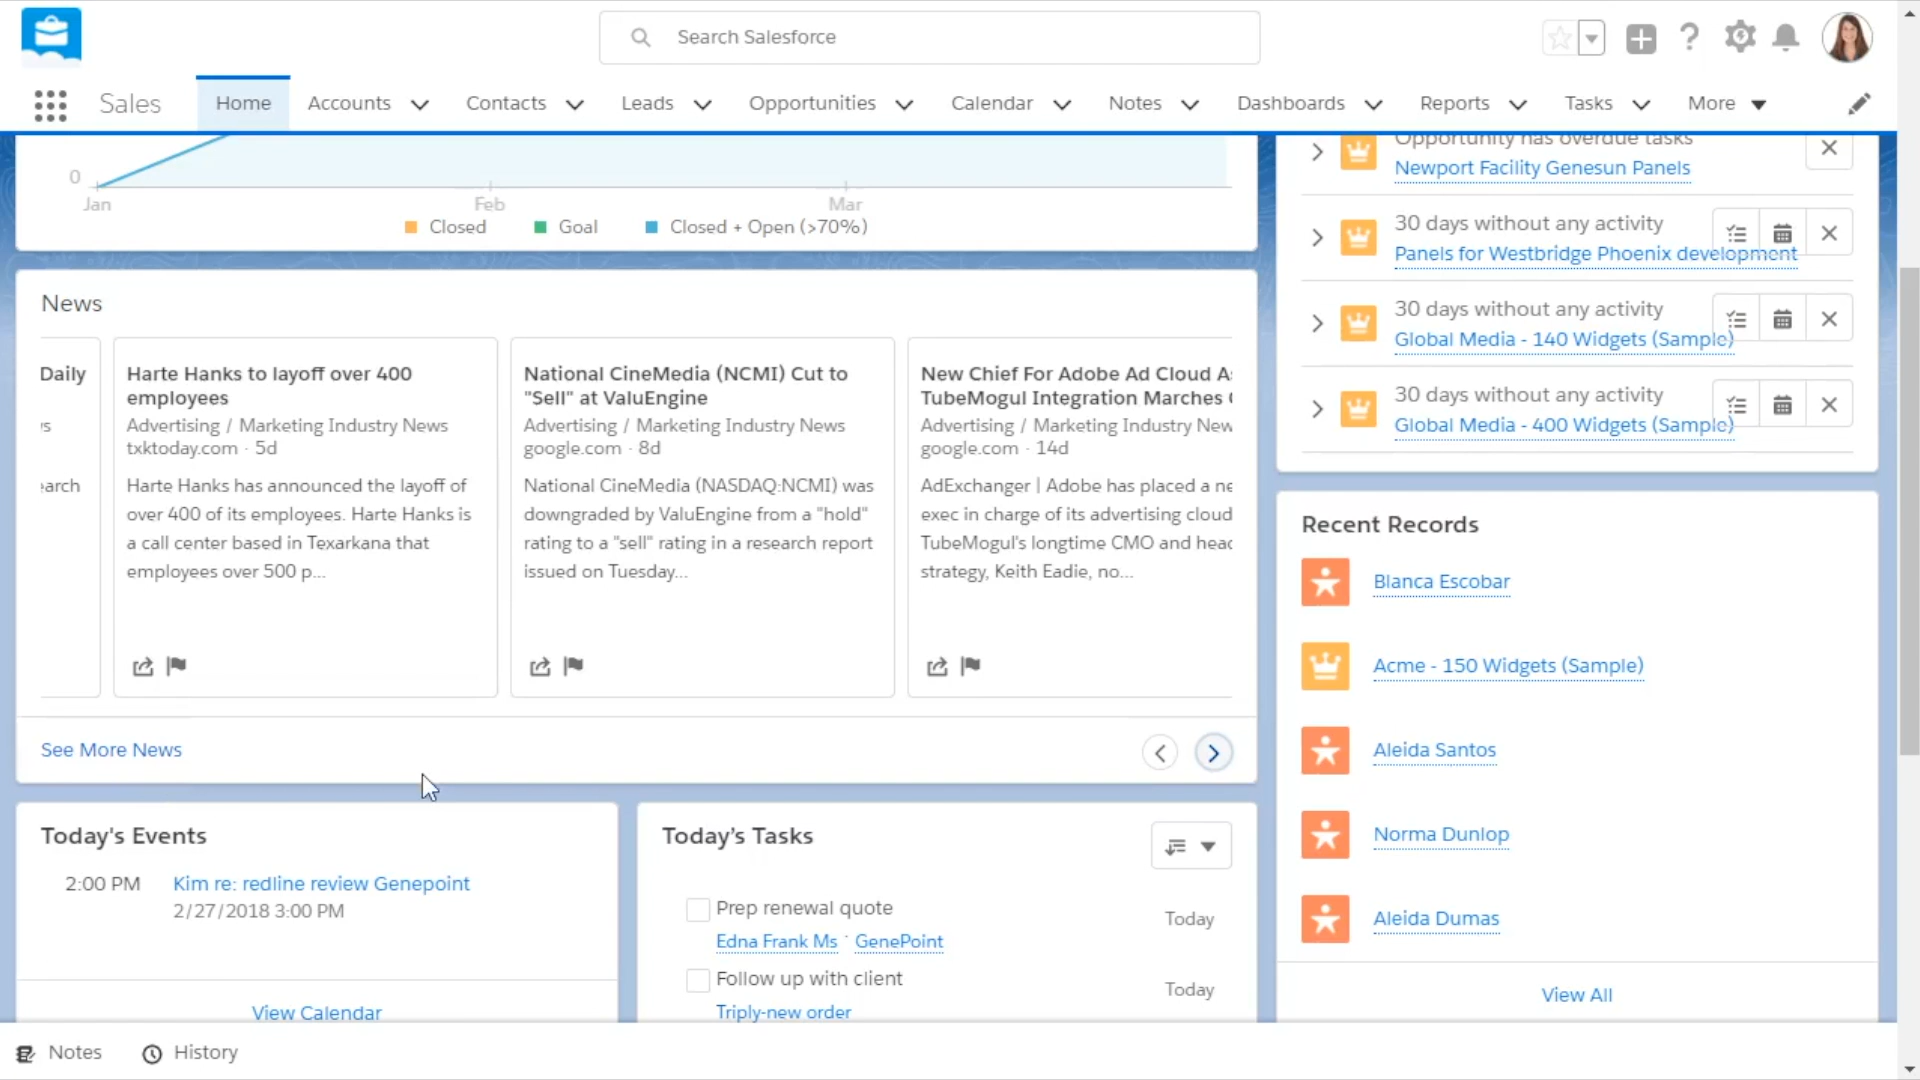 Search Salesforce
Sales
Home
Accounts
Contacts
Leads
Opportunities
Calendar
Notes
Dashboards
Reports
Tasks
More
0
Jan
Feb
Mar
Closed
Goal
Closed + Open (>70%)
News
Daily
arch
Harte Hanks to layoff over 400
employees
Advertising / Marketing Industry News
txktoday.com · 5d
Harte Hanks has announced the layoff of
over 400 of its employees. Harte Hanks is
a call center based in Texarkana that
employees over 500 p...
National CineMedia (NCMI) Cut to
"Sell" at ValuEngine
Advertising / Marketing Industry News
google.com · 8d
National CineMedia (NASDAQ:NCMI) was
downgraded by ValuEngine from a "hold"
rating to a "sell" rating in a research report
issued on Tuesday...
New Chief For Adobe Ad Cloud A
TubeMogul Integration Marches
Advertising / Marketing Industry New
google.com · 14d
AdExchanger | Adobe has placed a ne
exec in charge of its advertising cloud
TubeMogul's longtime CMO and head
strategy, Keith Eadie, no...
See More News
Today's Events
2:00 PM
Kim re: redline review Genepoint
2/27/2018 3:00 PM
View Calendar
Today's Tasks
Prep renewal quote
Today
Edna Frank Ms · GenePoint
Follow up with client
Today
Triply-new order
Opportunity has overdue tasks
Newport Facility Genesun Panels
30 days without any activity
Panels for Westbridge Phoenix development
30 days without any activity
Global Media - 140 Widgets (Sample)
30 days without any activity
Global Media - 400 Widgets (Sample)
Recent Records
Blanca Escobar
Acme - 150 Widgets (Sample)
Aleida Santos
Norma Dunlop
Aleida Dumas
View All
Notes
History